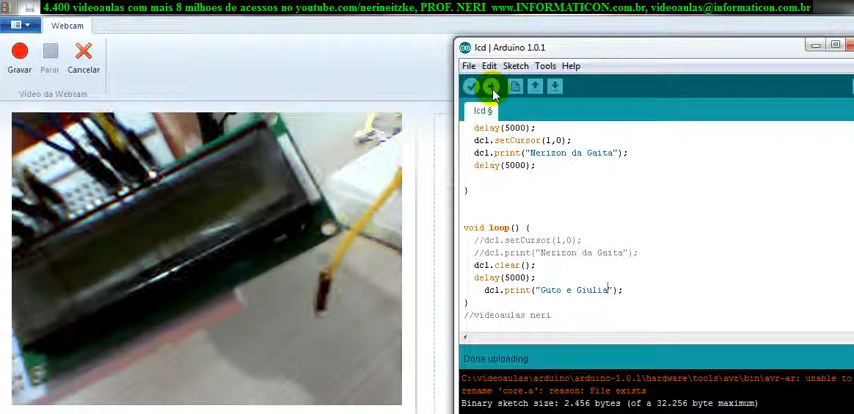 4.400 videoaulas com mais 8 milhoes de acessos no youtube.com/nerineitzke, PROF. NERI www.INFORMATICON.com.br, videoaulas@informaticon.com.br
Webcam
Gravar Parar Cancelar
Vídeo da Webcam
lcd | Arduino 1.0.1
File Edit Sketch Tools Help
lcd §
delay(5000);
dcl.setCursor(1,0);
dcl.print("Nerizon da Gaita");
delay(5000);
}
void loop() {
//dcl.setCursor(1,0);
//dcl.print("Nerizon da Gaita");
dcl.clear();
delay(5000);
dcl.print("Guto e Giulia");
}
//videoaulas neri
Done uploading
C:\videoaulas\arduino\arduino-1.0.1\hardware\tools\avr\bin\avr-ar: unable to
rename 'core.a'; reason: File exists
Binary sketch size: 2.456 bytes (of a 32.256 byte maximum)